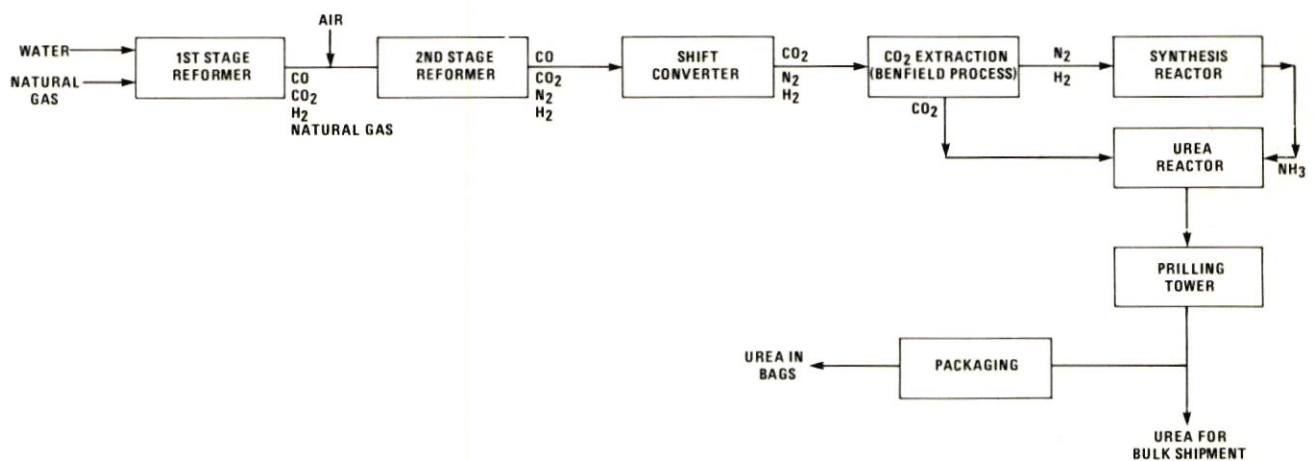 AIR
WATER
NATURAL
GAS
1ST STAGE
REFORMER
CO
CO₂
H₂
NATURAL GAS
2ND STAGE
REFORMER
CO
CO₂
N₂
H₂
SHIFT
CONVERTER
CO₂
N₂
H₂
CO₂ EXTRACTION
(BENFIELD PROCESS)
N₂
H₂
CO₂
SYNTHESIS
REACTOR
UREA
REACTOR
NH₃
PRILLING
TOWER
UREA IN
BAGS
PACKAGING
UREA FOR
BULK SHIPMENT